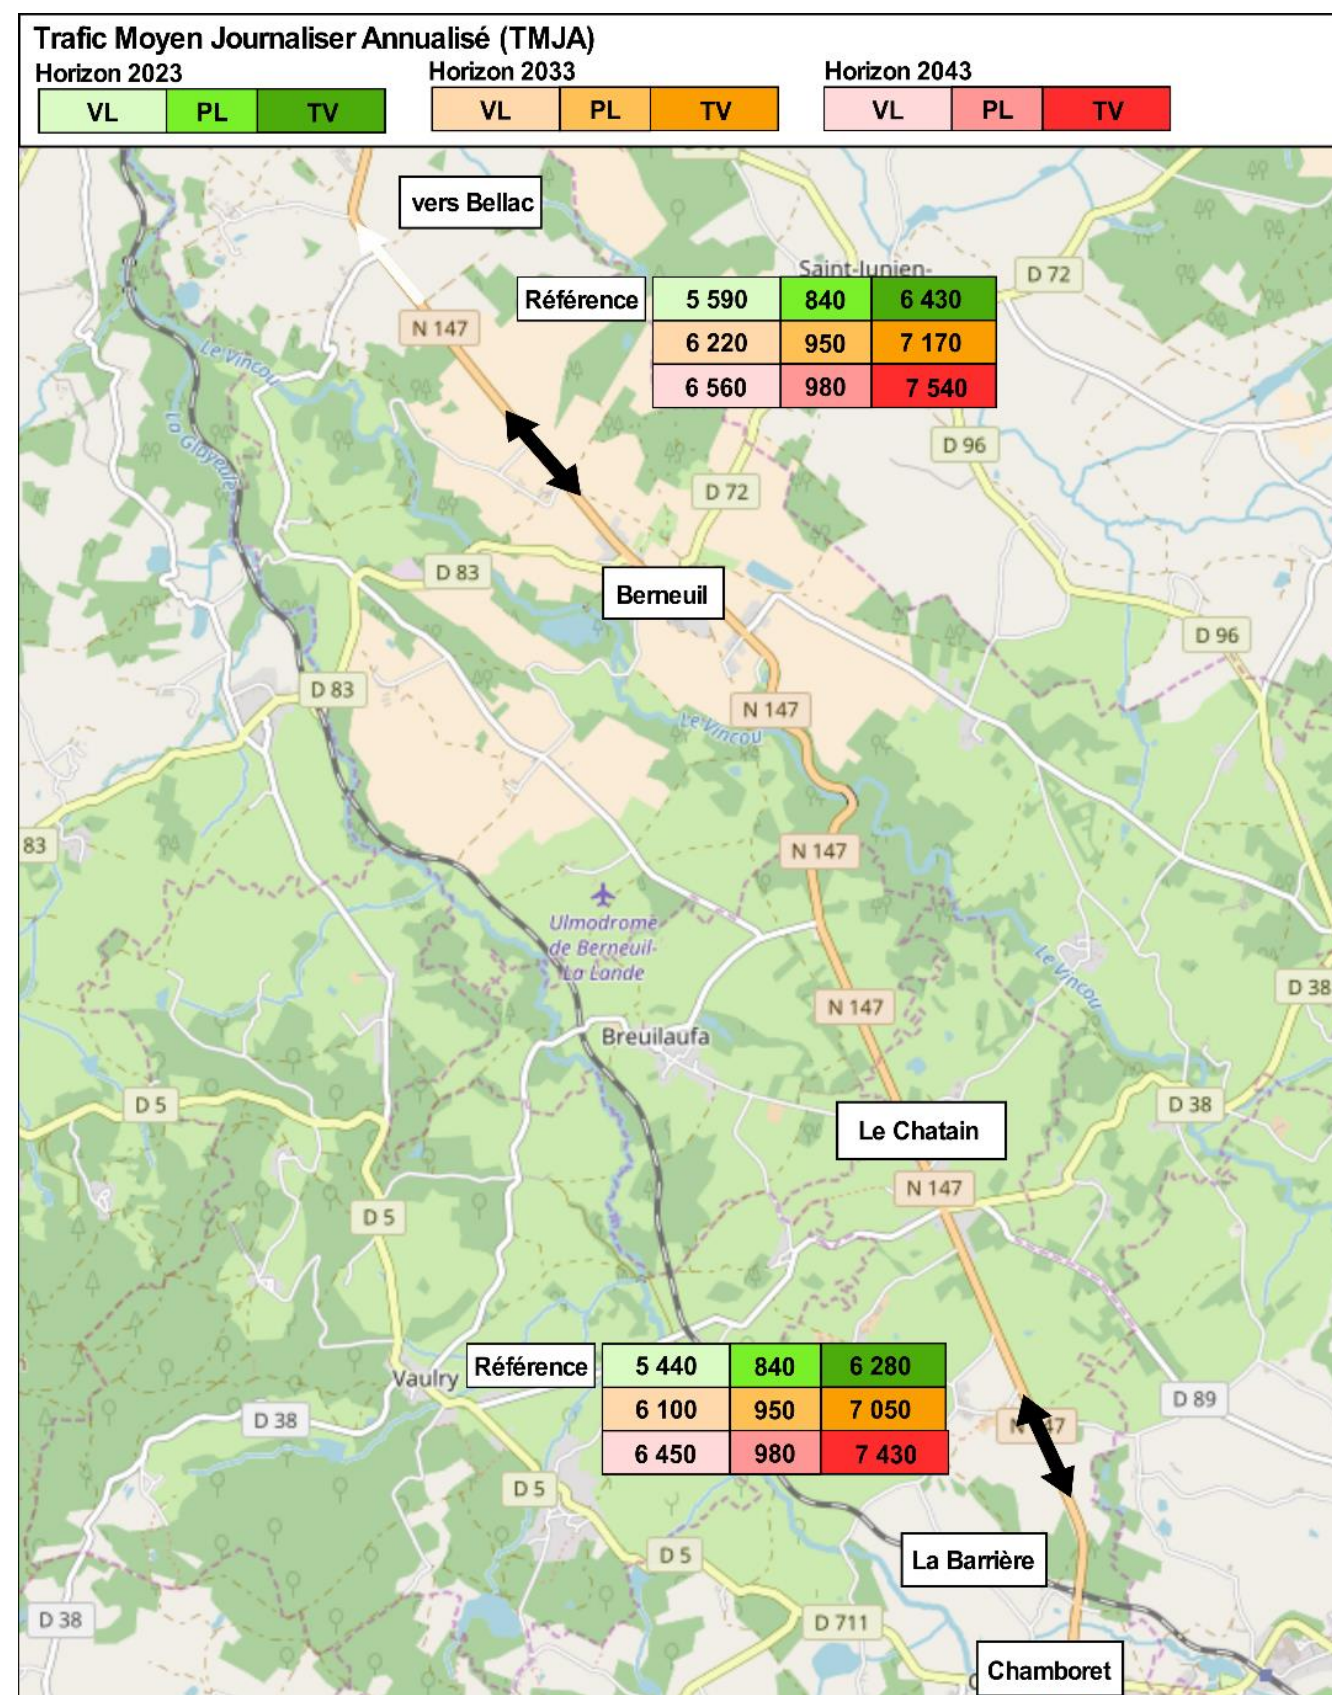 Trafic Moyen Journaliser Annualisé (TMJA)
Horizon 2023 Horizon 2033 Horizon 2043
VL PL TV VL PL TV VL PL TV
vers Bellac
Saint-Junien-
D 72
Référence 5 590 840 6 430
6 220 950 7 170
6 560 980 7 540
N 147
Le Vincou
La Glayeule
D 96
D 72
D 83
Berneuil
D 96
D 83
N 147
Le Vincou
83
N 147
Ulmodrome
de Berneuil-
La Lande
Le Vincou
D 38
N 147
Breuilaufa
D 5
D 38
Le Chatain
N 147
D 5
Référence 5 440 840 6 280
6 100 950 7 050
6 450 980 7 430
Vaulry
D 89
D 38
N 147
D 5
La Barrière
D 5
D 38
D 711
Chamboret